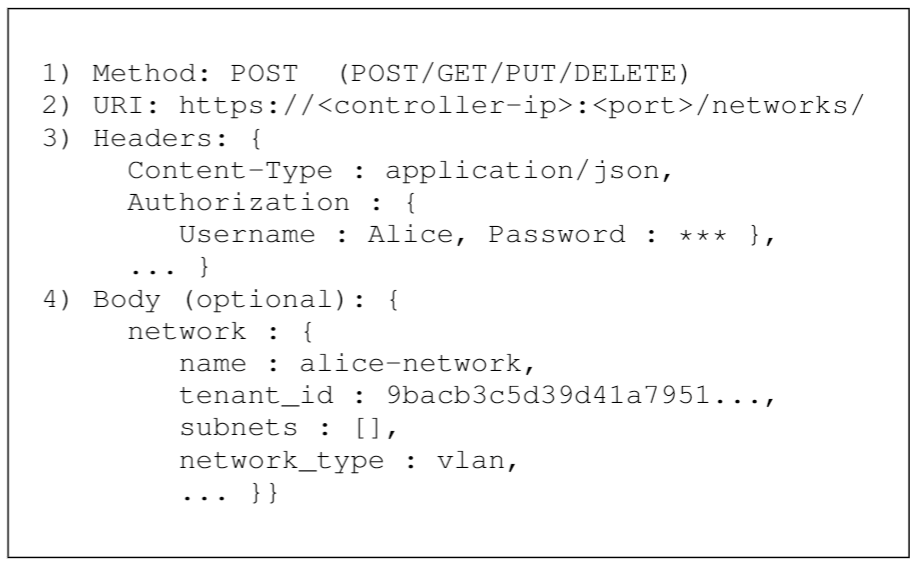 1) Method: POST  (POST/GET/PUT/DELETE)
2) URI: https://<controller-ip>:<port>/networks/
3) Headers: {
Content-Type : application/json,
Authorization : {
Username : Alice, Password : *** },
... }
4) Body (optional): {
network : {
name : alice-network,
tenant_id : 9bacb3c5d39d41a7951...,
subnets : [],
network_type : vlan,
... }}